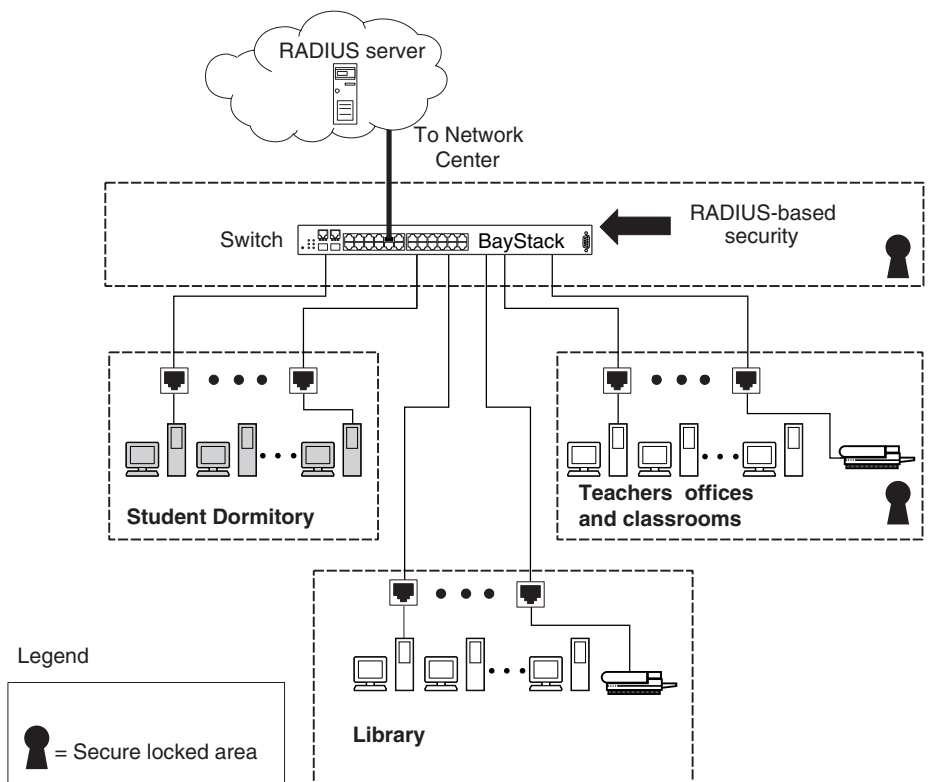 RADIUS server
To Network
Center
RADIUS-based
security
Switch
BayStack
Student Dormitory
Teachers offices
and classrooms
Library
Legend
= Secure locked area